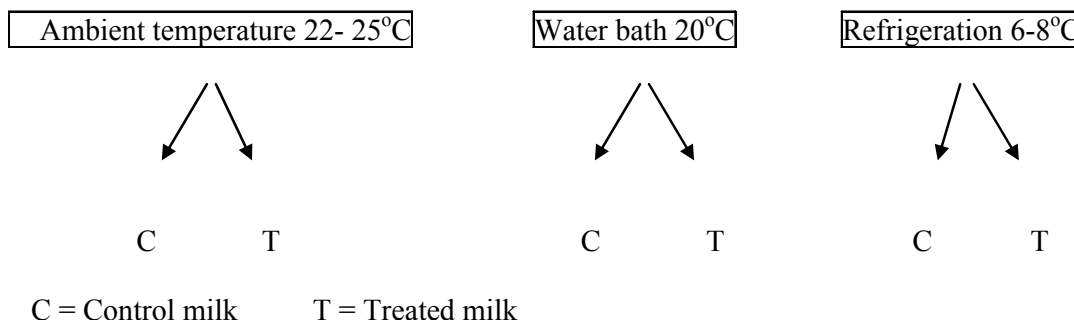 Ambient temperature 22- 25°C Water bath 20°C Refrigeration 6-8°C
C T C T C T
C = Control milk T = Treated milk